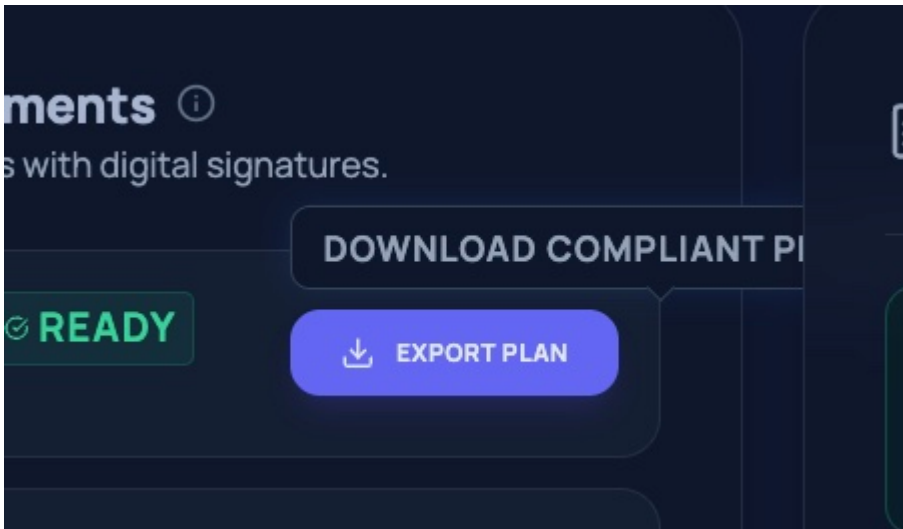 ments
s with digital signatures.
DOWNLOAD COMPLIANT P
READY
EXPORT PLAN